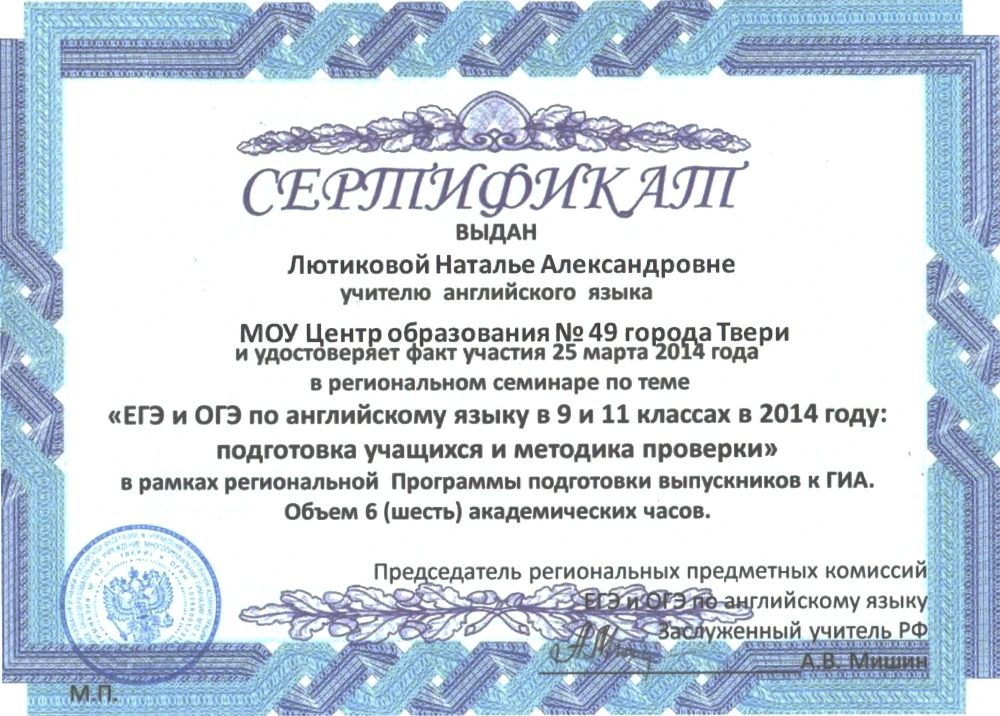 СЕРТИФИКАТ
ВЫДАН
Лютиковой Наталье Александровне
учителю английского языка
МОУ Центр образования № 49 города Твери
и удостоверяет факт участия 25 марта 2014 года
в региональном семинаре по теме
«ЕГЭ и ОГЭ по английскому языку в 9 и 11 классах в 2014 году:
подготовка учащихся и методика проверки»
в рамках региональной Программы подготовки выпускников к ГИА.
Объем 6 (шесть) академических часов.
Председатель региональных предметных комиссий
ЕГЭ и ОГЭ по английскому языку
Заслуженный учитель РФ
А.В. Мишин
М.П.